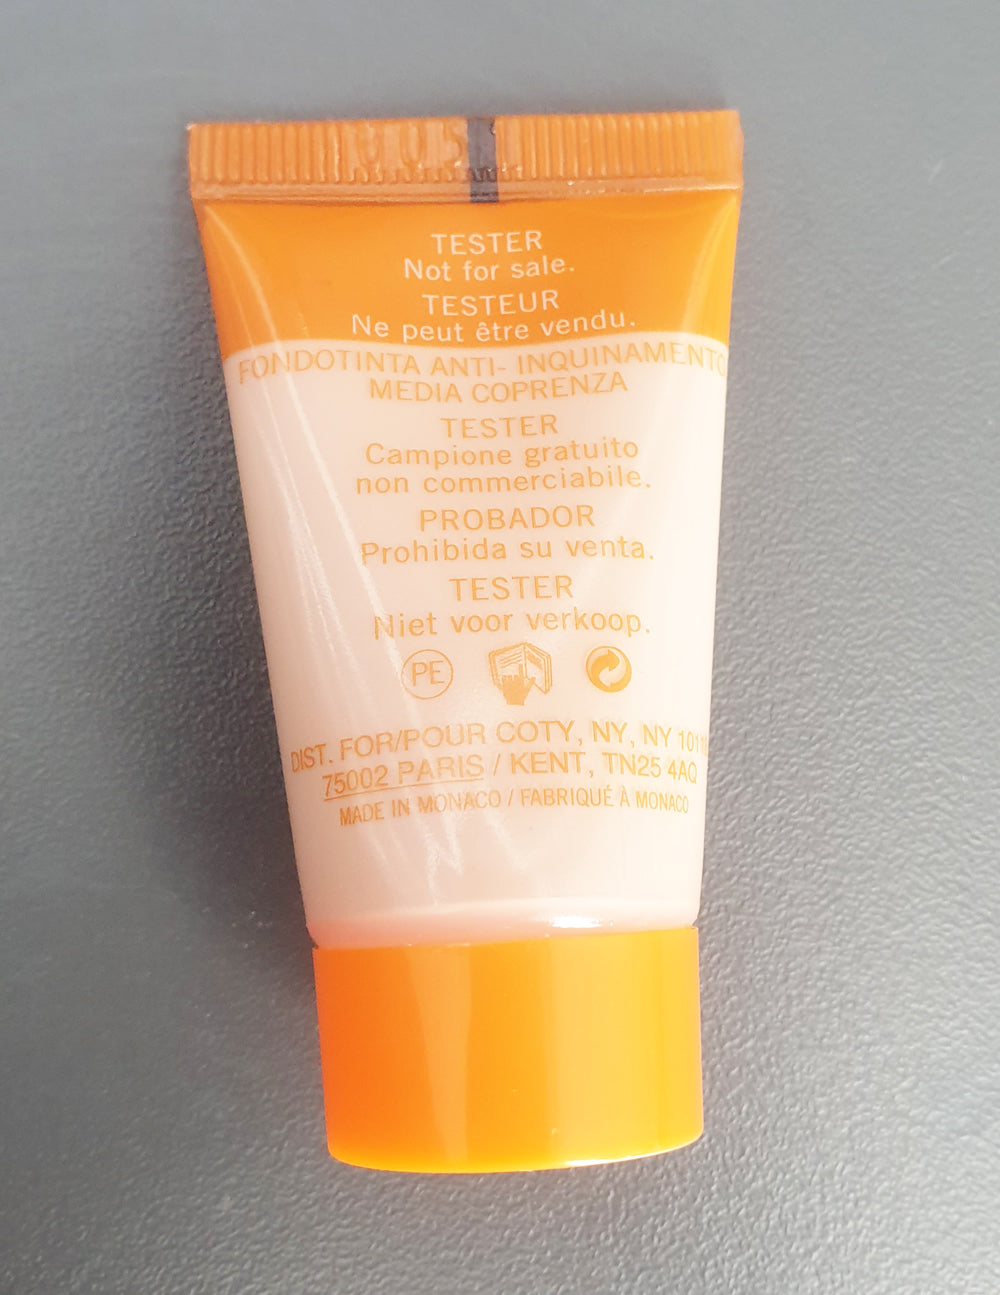 TESTER
Not for sale.
TESTEUR
Ne peut être vendu.
FONDOTINTA ANTI- INQUINAMENTO
MEDIA COPRENZA
TESTER
Campione gratuito
non commerciabile.
PROBADOR
Prohibida su venta.
TESTER
Niet voor verkoop.
PE
DIST. FOR/POUR COTY, NY, NY
75002 PARIS / KENT, TN25 4AQ
MADE IN MONACO / FABRIQUÉ À MONACO